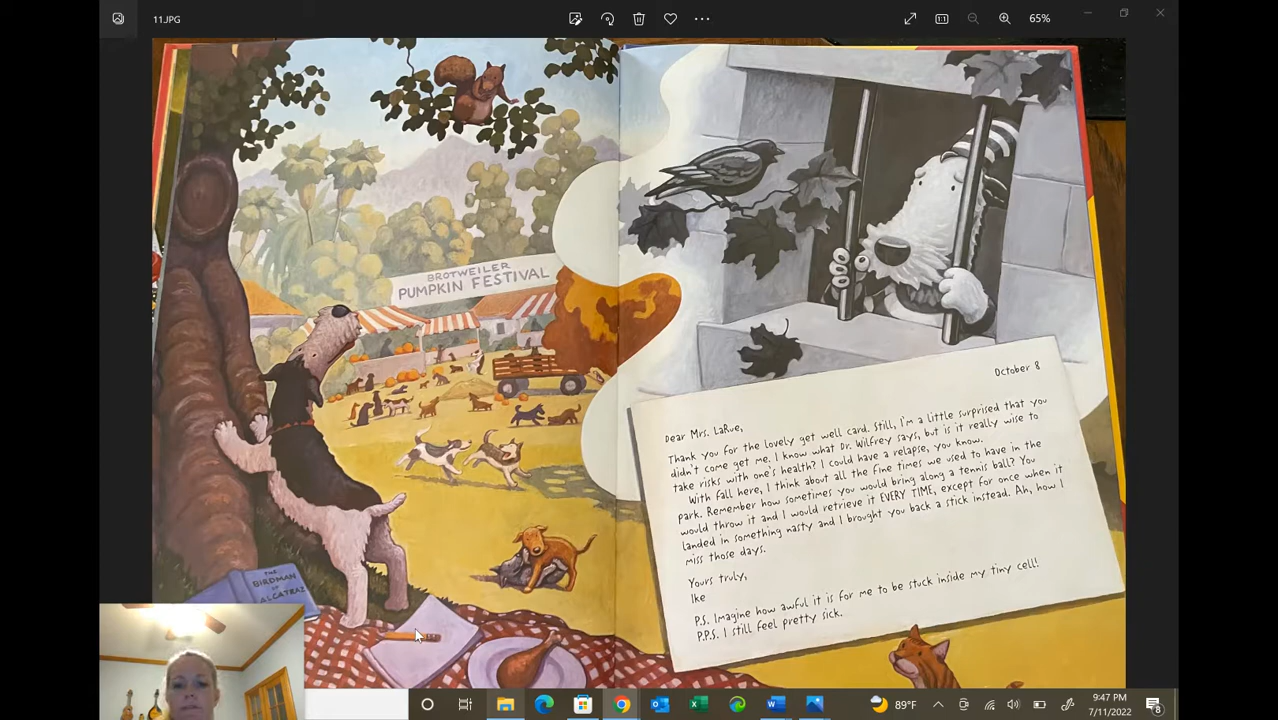 11.JPG
65%
BROTWEILER
PUMPKIN FESTIVAL
THE
BIRDMAN
OF
ALCATRAZ
October 8
Dear Mrs. LaRue,
Thank you for the lovely get well card. Still, I'm a little surprised that you
didn't come get me. I know what Dr. Wilfrey says, but is it really wise to
take risks with one's health? I could have a relapse, you know.
With fall here, I think about all the fine times we used to have in the
park. Remember how sometimes you would bring along a tennis ball? You
would throw it and I would retrieve it EVERY TIME, except for once when it
landed in something nasty and I brought you back a stick instead. Ah, how I
miss those days.
Yours truly,
Ike
P.S. Imagine how awful it is for me to be stuck inside my tiny cell!
P.P.S. I still feel pretty sick.
89°F
9:47 PM
7/11/2022
8